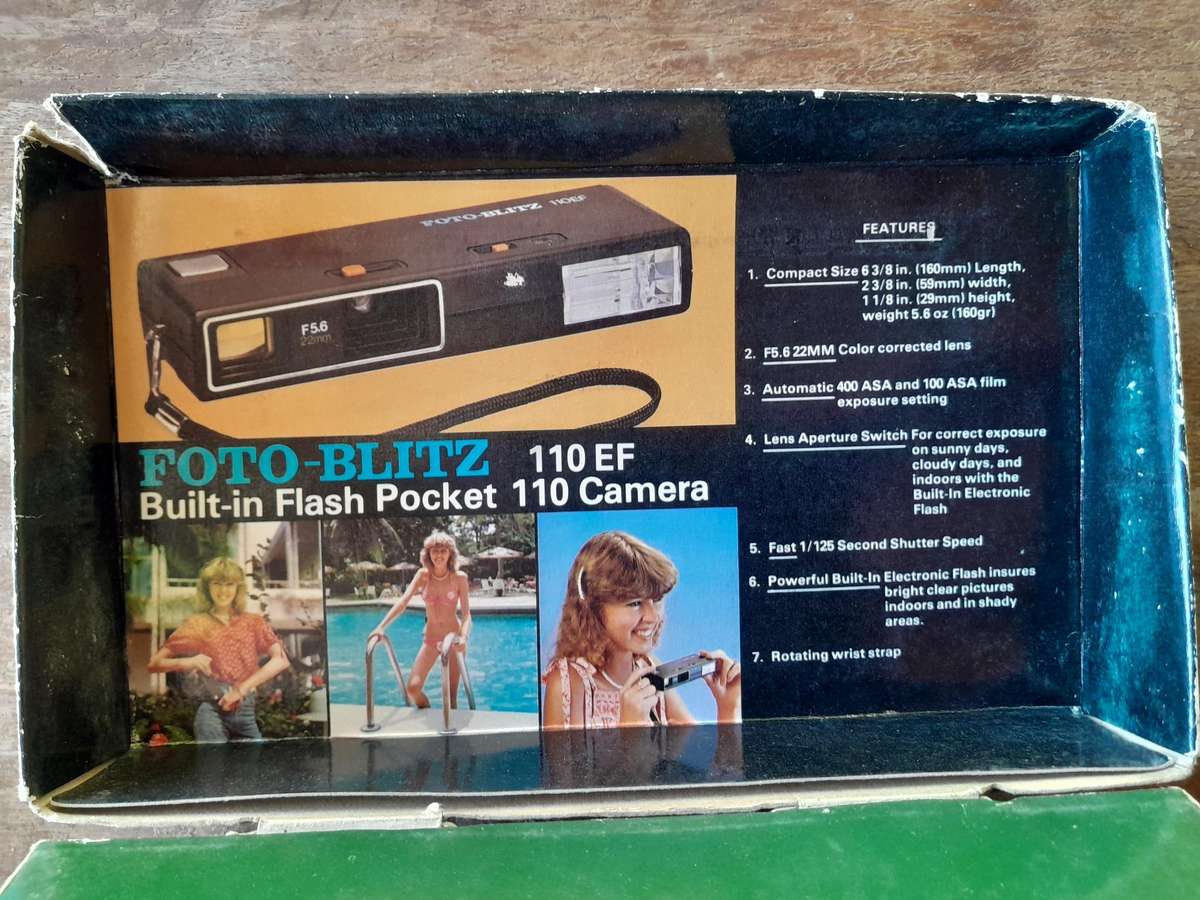 FOTO-BLITZ 110EF
F5.6
22mm
FOTO-BLITZ 110 EF
Built-in Flash Pocket 110 Camera
FEATURES
1. Compact Size 6 3/8 in. (160mm) Length,
2 3/8 in. (59mm) width,
1 1/8 in. (29mm) height,
weight 5.6 oz (160gr)
2. F5.6 22MM Color corrected lens
3. Automatic 400 ASA and 100 ASA film
exposure setting
4. Lens Aperture Switch For correct exposure
on sunny days,
cloudy days, and
indoors with the
Built-In Electronic
Flash
5. Fast 1/125 Second Shutter Speed
6. Powerful Built-In Electronic Flash insures
bright clear pictures
indoors and in shady
areas.
7. Rotating wrist strap